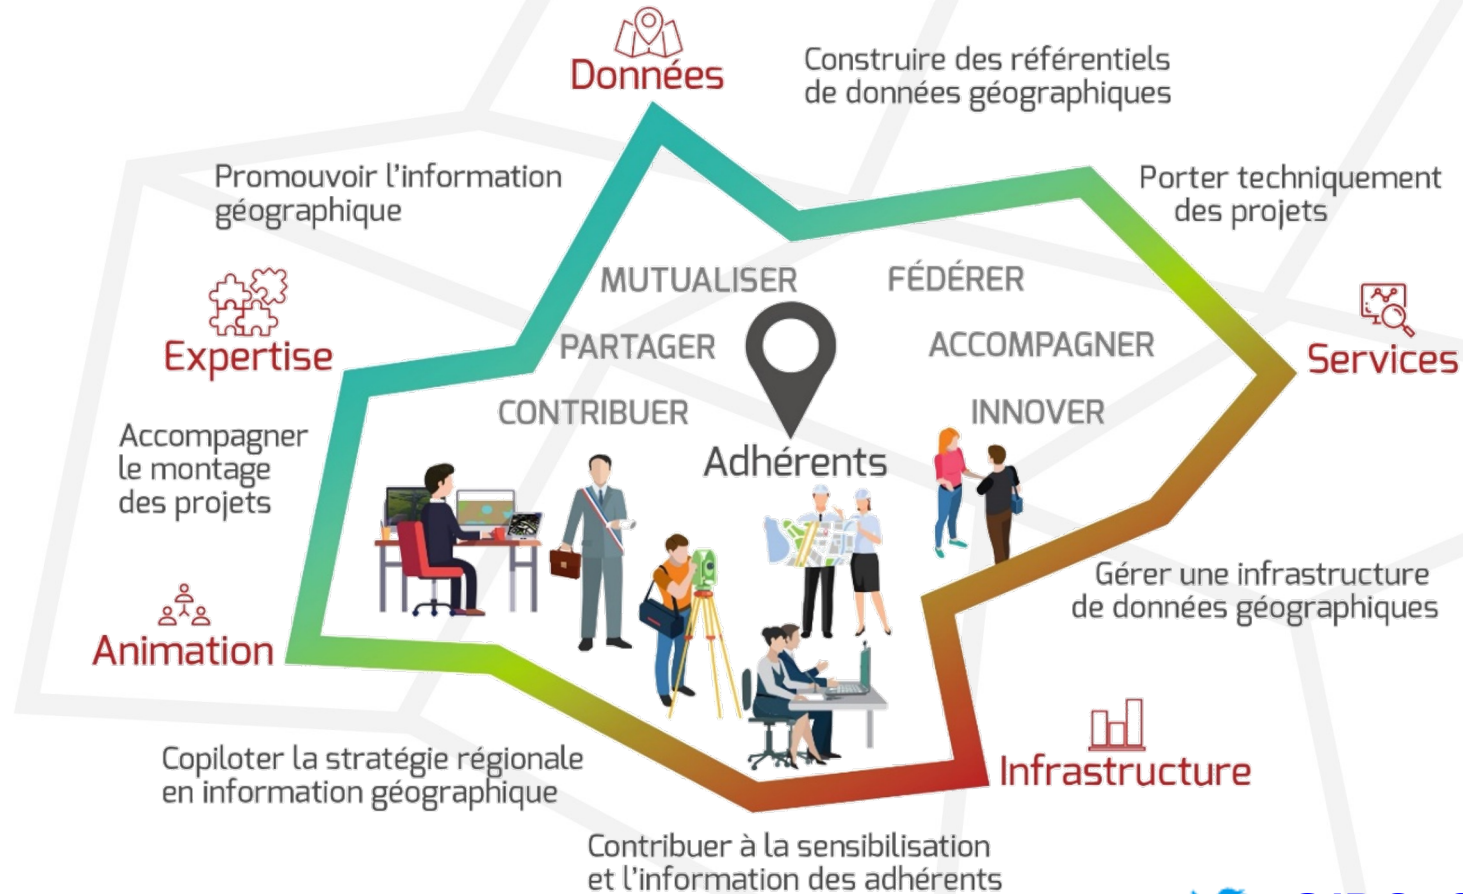 Données
Construire des référentiels
de données géographiques
Promouvoir l'information
géographique
Porter techniquement
des projets
MUTUALISER
FÉDÉRER
Expertise
PARTAGER
ACCOMPAGNER
Services
CONTRIBUER
INNOVER
Accompagner
le montage
des projets
Adhérents
Gérer une infrastructure
de données géographiques
Animation
Copiloter la stratégie régionale
en information géographique
Infrastructure
Contribuer à la sensibilisation
et l'information des adhérents